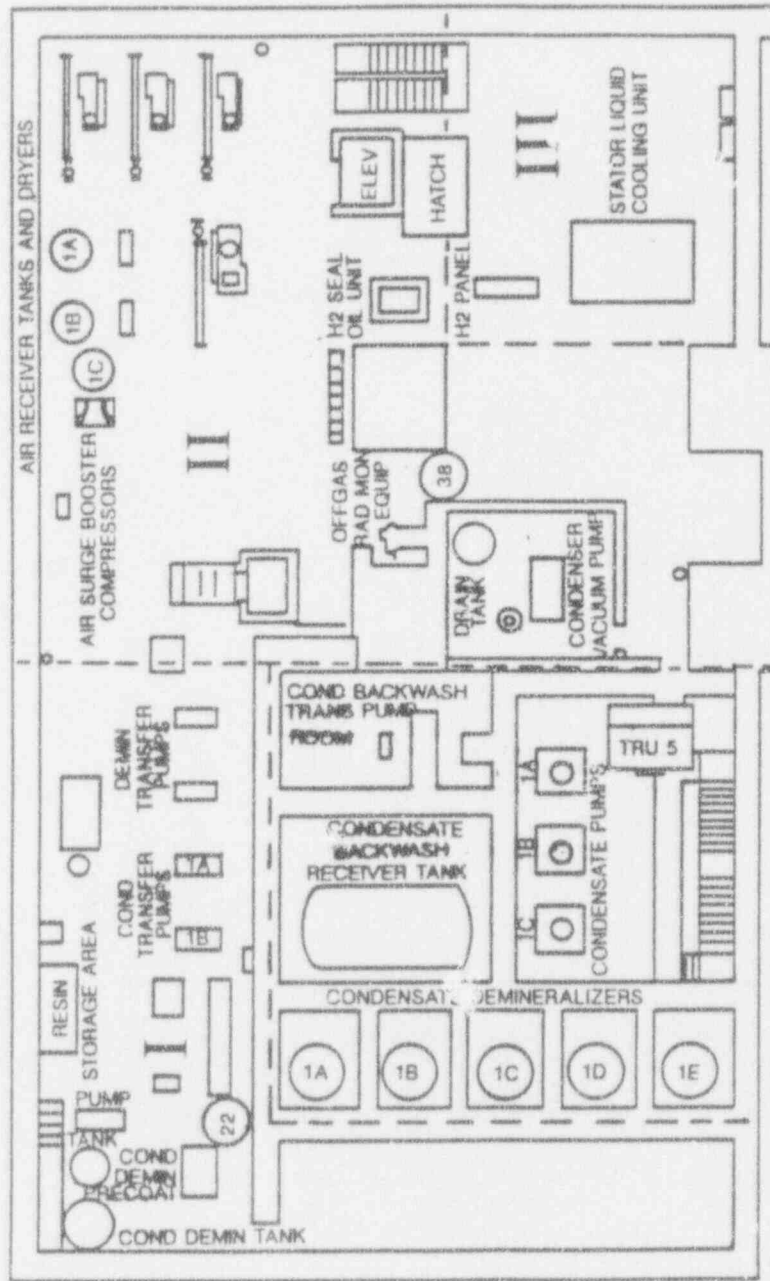 AIR RECEIVER TANKS AND DRYERS
1A
1B
1C
AIR SURGE BOOSTER
COMPRESSORS
II
ELEV
HATCH
III
STATOR LIQUID
COOLING UNIT
H2 SEAL
OIL UNIT
H2 PANEL
OFFGAS
RAD MON
EQUIP
38
DRAIN
TANK
CONDENSER
VACUUM PUMP
DEMIN
TRANSFER
PUMPS
COND
TRANSFER
PUMPS
1A
1B
COND BACKWASH
TRANS PUMP
ROOM
TRU 5
CONDENSATE
BACKWASH
RECEIVER TANK
1A
1B
1C
CONDENSATE PUMPS
RESIN
STORAGE AREA
I
CONDENSATE DEMINERALIZERS
1A
1B
1C
1D
1E
PUMP
TANK
22
COND
DEMIN
PRECOAT
COND DEMIN TANK